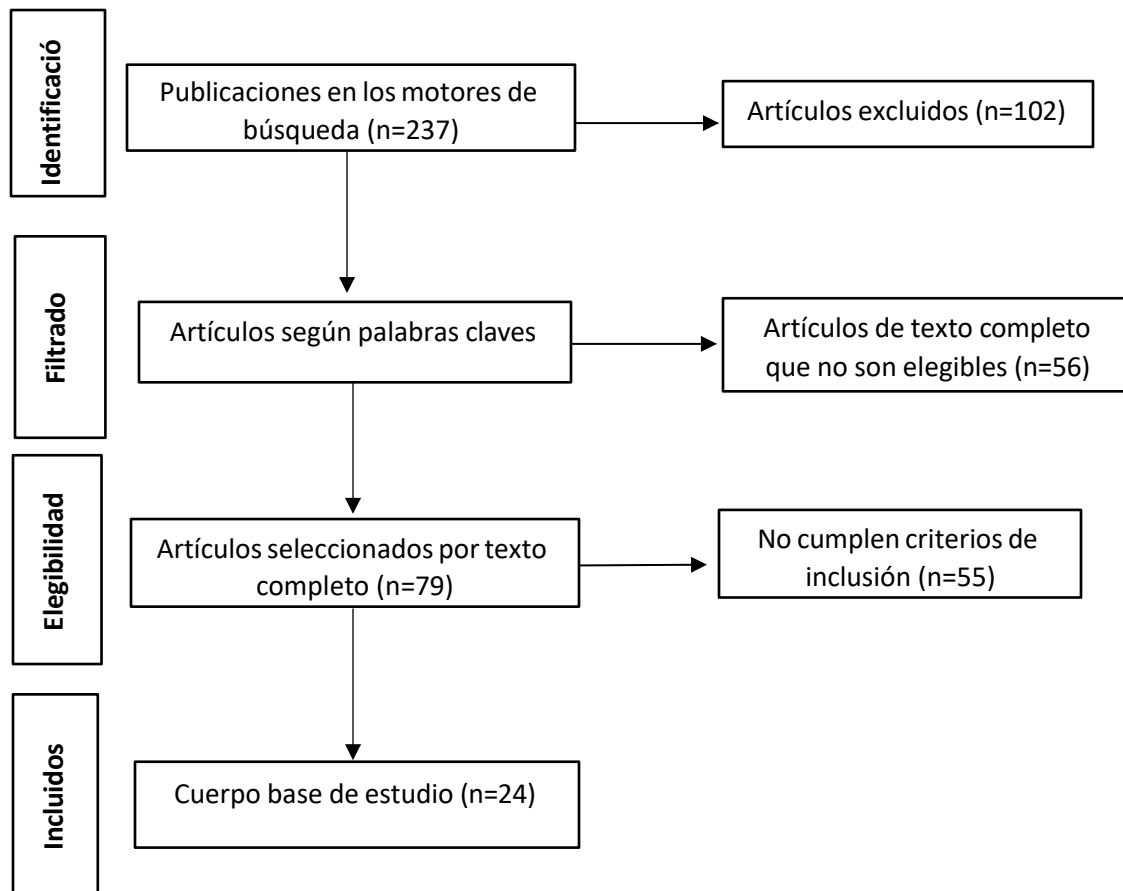 Identificació
Publicaciones en los motores de
búsqueda (n=237)
Artículos excluidos (n=102)
Filtrado
Artículos según palabras claves
Artículos de texto completo
que no son elegibles (n=56)
Elegibilidad
Artículos seleccionados por texto
completo (n=79)
No cumplen criterios de
inclusión (n=55)
Incluidos
Cuerpo base de estudio (n=24)